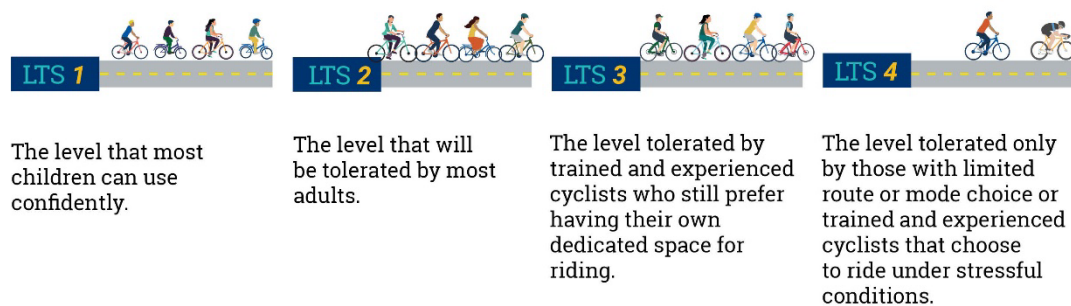 LTS 1
The level that most
children can use
confidently.
LTS 2
The level that will
be tolerated by most
adults.
LTS 3
The level tolerated by
trained and experienced
cyclists who still prefer
having their own
dedicated space for
riding.
LTS 4
The level tolerated only
by those with limited
route or mode choice or
trained and experienced
cyclists that choose
to ride under stressful
conditions.